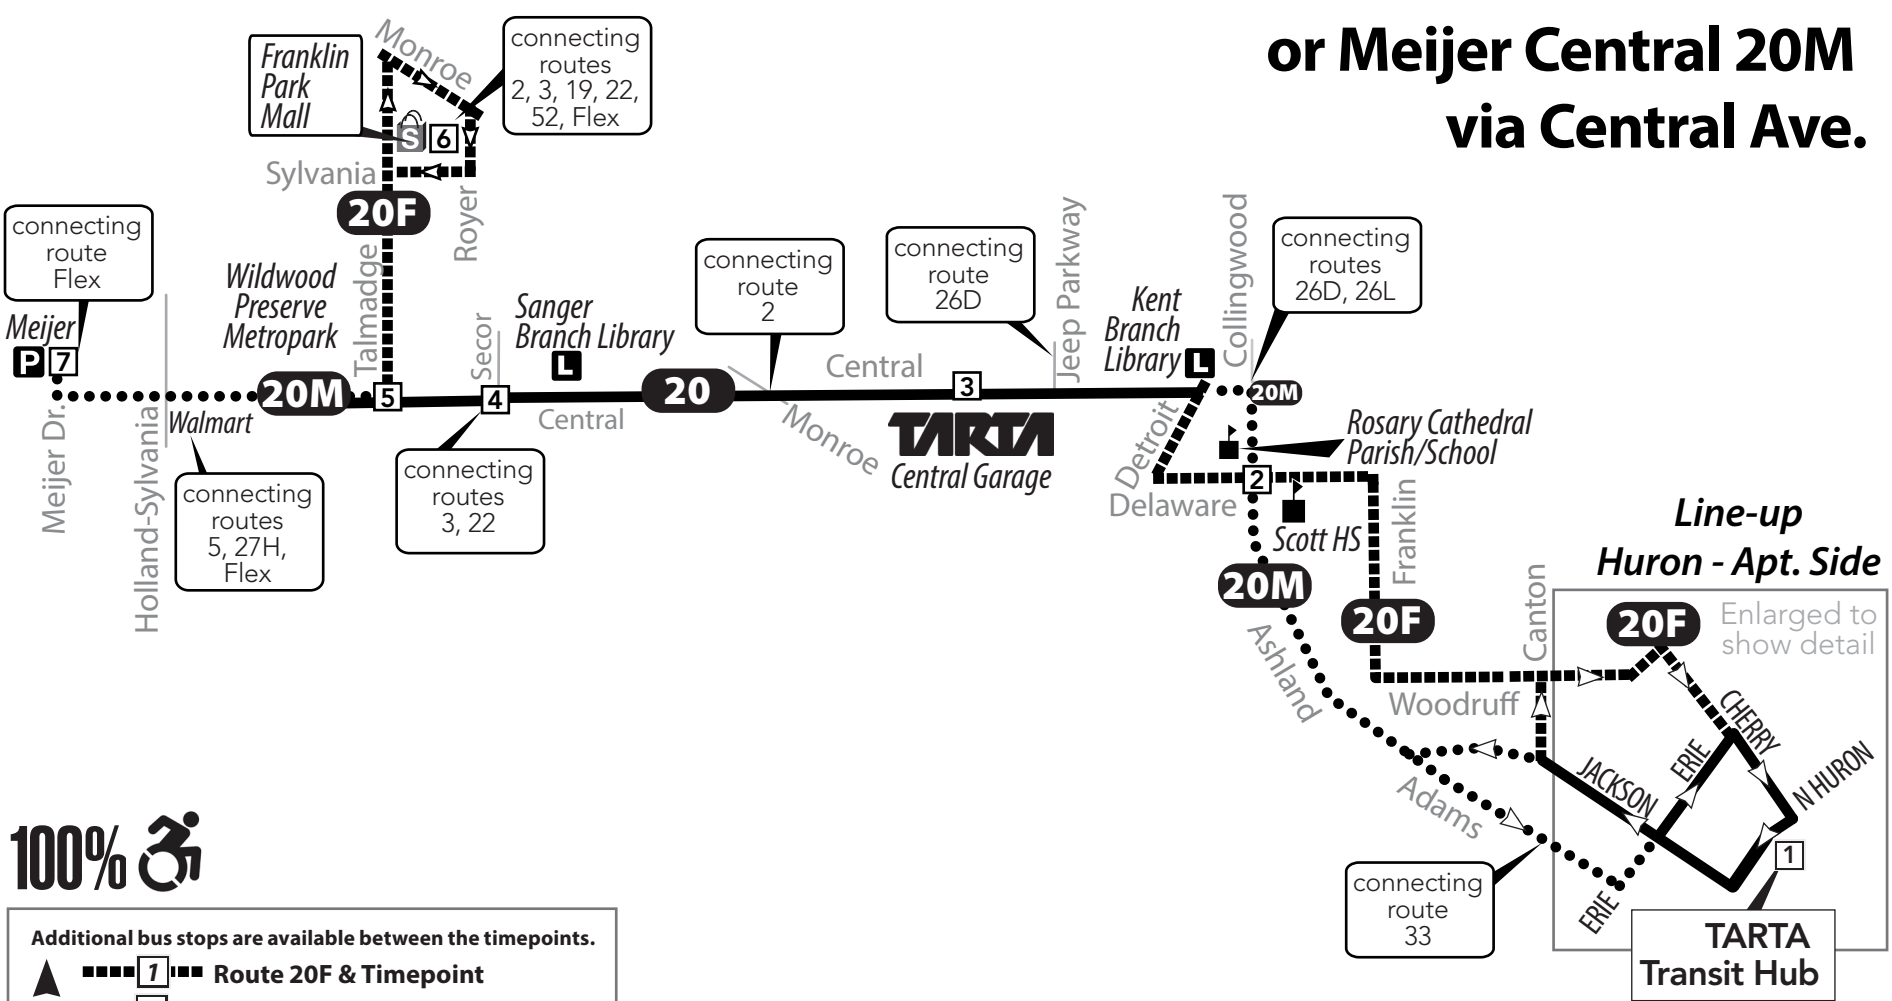 or Meijer Central 20M
via Central Ave.
Franklin
Park
Mall
Monroe
connecting
routes
2, 3, 19, 22,
52, Flex
S
6
Sylvania
20F
Royer
Talmadge
connecting
route
Flex
Meijer
P
7
Meijer Dr.
Holland-Sylvania
Wildwood
Preserve
Metropark
20M
5
Walmart
connecting
routes
5, 27H,
Flex
Secor
4
connecting
routes
3, 22
Sanger
Branch Library
L
Central
20
connecting
route
2
Monroe
Central
3
TARTA
Central Garage
connecting
route
26D
Jeep Parkway
Kent
Branch
Library
L
Collingwood
connecting
routes
26D, 26L
20M
Detroit
Rosary Cathedral
Parish/School
2
Delaware
Scott HS
Franklin
20M
20F
Ashland
Woodruff
Canton
Adams
connecting
route
33
Line-up
Huron - Apt. Side
20F
Enlarged to
show detail
CHERRY
ERIE
JACKSON
N HURON
1
ERIE
TARTA
Transit Hub
100%
Additional bus stops are available between the timepoints.
1
Route 20F & Timepoint